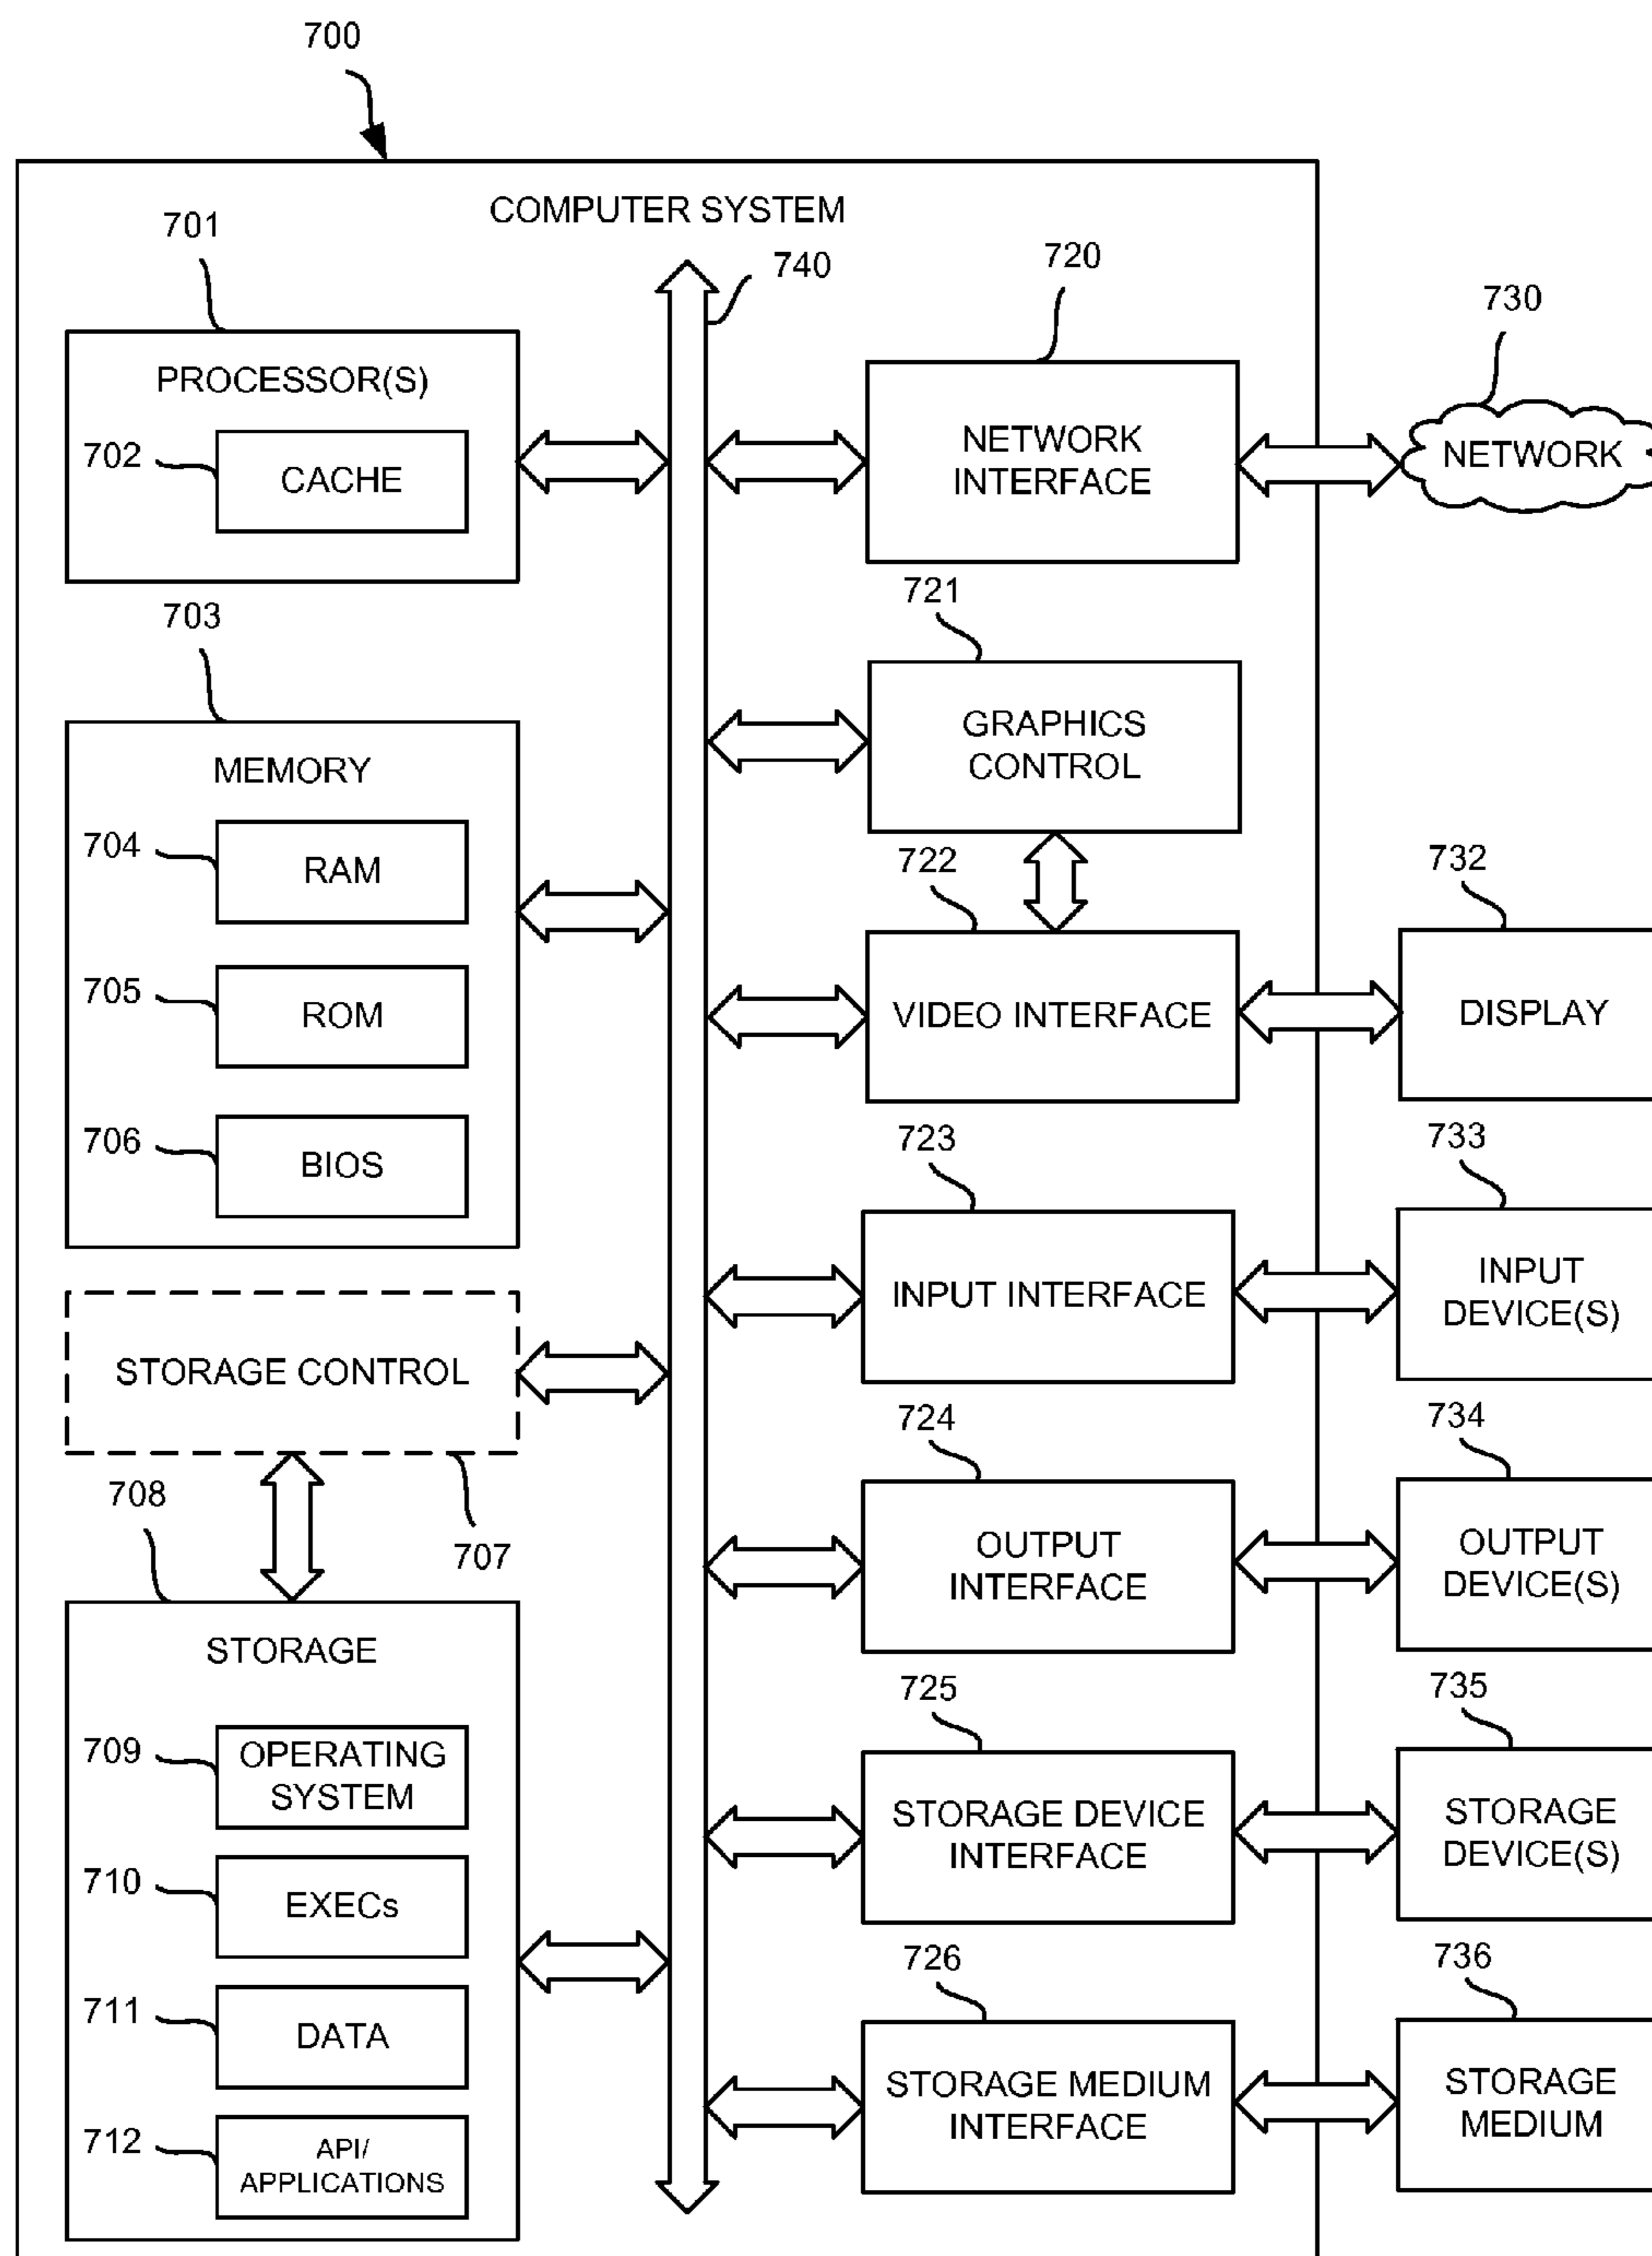 700
COMPUTER SYSTEM
701
PROCESSOR(S)
702
CACHE
703
MEMORY
704
RAM
705
ROM
706
BIOS
STORAGE CONTROL
707
708
STORAGE
709
OPERATING
SYSTEM
710
EXECs
711
DATA
712
API/
APPLICATIONS
740
720
NETWORK
INTERFACE
730
NETWORK
721
GRAPHICS
CONTROL
722
VIDEO INTERFACE
732
DISPLAY
723
INPUT INTERFACE
733
INPUT
DEVICE(S)
724
OUTPUT
INTERFACE
734
OUTPUT
DEVICE(S)
725
STORAGE DEVICE
INTERFACE
735
STORAGE
DEVICE(S)
726
STORAGE MEDIUM
INTERFACE
736
STORAGE
MEDIUM